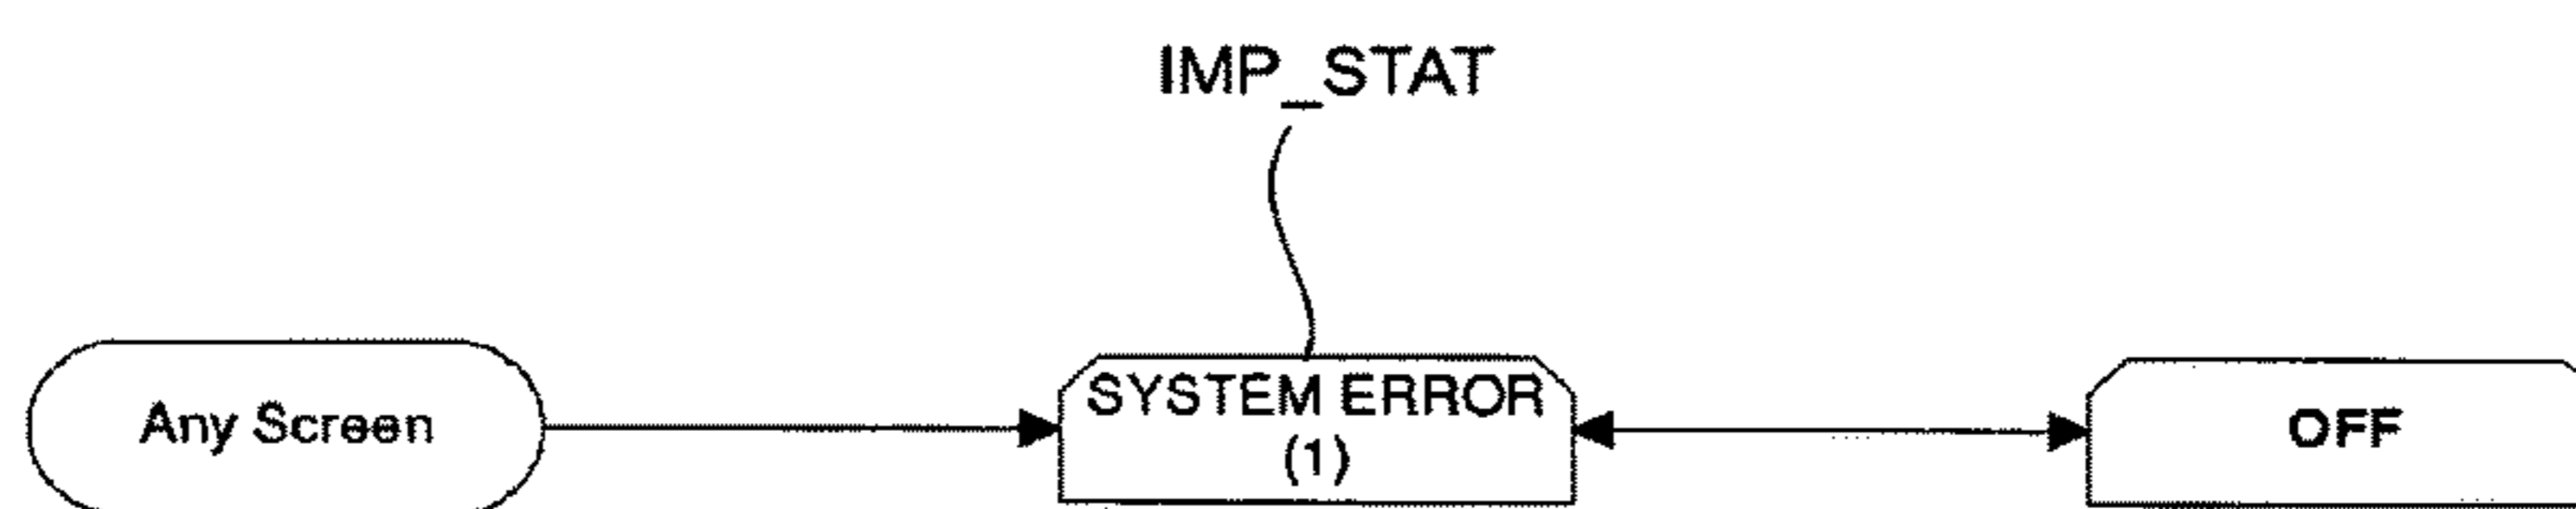 IMP_STAT
Any Screen
SYSTEM ERROR
(1)
OFF